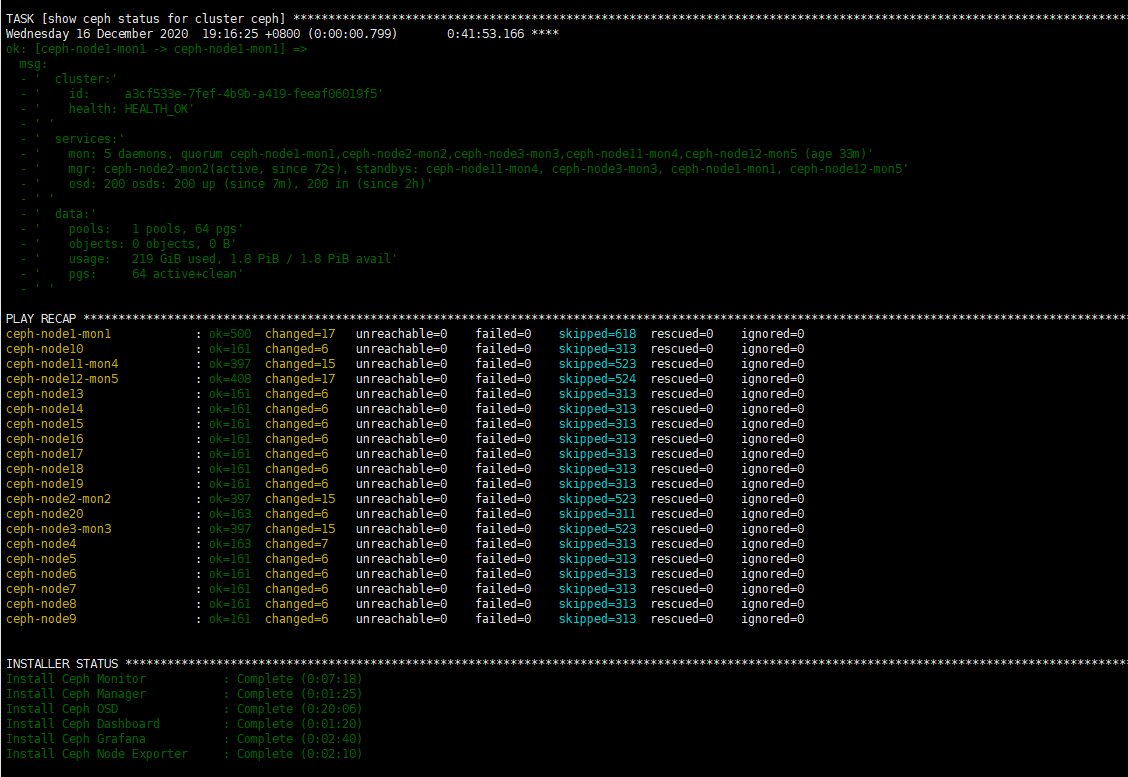 TASK [show ceph status for cluster ceph] ***********************************************************************************************************************
Wednesday 16 December 2020  19:16:25 +0800 (0:00:00.799)       0:41:53.166 ****
ok: [ceph-node1-mon1 -> ceph-node1-mon1] =>
  msg:
  - '  cluster:'
  - '    id:     a3cf533e-7fef-4b9b-a419-feeaf06019f5'
  - '    health: HEALTH_OK'
  - ' '
  - '  services:'
  - '    mon: 5 daemons, quorum ceph-node1-mon1,ceph-node2-mon2,ceph-node3-mon3,ceph-node11-mon4,ceph-node12-mon5 (age 33m)'
  - '    mgr: ceph-node2-mon2(active, since 72s), standbys: ceph-node11-mon4, ceph-node3-mon3, ceph-node1-mon1, ceph-node12-mon5'
  - '    osd: 200 osds: 200 up (since 7m), 200 in (since 2h)'
  - ' '
  - '  data:'
  - '    pools:   1 pools, 64 pgs'
  - '    objects: 0 objects, 0 B'
  - '    usage:   219 GiB used, 1.8 PiB / 1.8 PiB avail'
  - '    pgs:     64 active+clean'
  - ' '
PLAY RECAP *****************************************************************************************************************************************************
ceph-node1-mon1            : ok=500  changed=17   unreachable=0    failed=0    skipped=618  rescued=0    ignored=0
ceph-node10                : ok=161  changed=6    unreachable=0    failed=0    skipped=313  rescued=0    ignored=0
ceph-node11-mon4           : ok=397  changed=15   unreachable=0    failed=0    skipped=523  rescued=0    ignored=0
ceph-node12-mon5           : ok=408  changed=17   unreachable=0    failed=0    skipped=524  rescued=0    ignored=0
ceph-node13                : ok=161  changed=6    unreachable=0    failed=0    skipped=313  rescued=0    ignored=0
ceph-node14                : ok=161  changed=6    unreachable=0    failed=0    skipped=313  rescued=0    ignored=0
ceph-node15                : ok=161  changed=6    unreachable=0    failed=0    skipped=313  rescued=0    ignored=0
ceph-node16                : ok=161  changed=6    unreachable=0    failed=0    skipped=313  rescued=0    ignored=0
ceph-node17                : ok=161  changed=6    unreachable=0    failed=0    skipped=313  rescued=0    ignored=0
ceph-node18                : ok=161  changed=6    unreachable=0    failed=0    skipped=313  rescued=0    ignored=0
ceph-node19                : ok=161  changed=6    unreachable=0    failed=0    skipped=313  rescued=0    ignored=0
ceph-node2-mon2            : ok=397  changed=15   unreachable=0    failed=0    skipped=523  rescued=0    ignored=0
ceph-node20                : ok=163  changed=6    unreachable=0    failed=0    skipped=311  rescued=0    ignored=0
ceph-node3-mon3            : ok=397  changed=15   unreachable=0    failed=0    skipped=523  rescued=0    ignored=0
ceph-node4                 : ok=163  changed=7    unreachable=0    failed=0    skipped=313  rescued=0    ignored=0
ceph-node5                 : ok=161  changed=6    unreachable=0    failed=0    skipped=313  rescued=0    ignored=0
ceph-node6                 : ok=161  changed=6    unreachable=0    failed=0    skipped=313  rescued=0    ignored=0
ceph-node7                 : ok=161  changed=6    unreachable=0    failed=0    skipped=313  rescued=0    ignored=0
ceph-node8                 : ok=161  changed=6    unreachable=0    failed=0    skipped=313  rescued=0    ignored=0
ceph-node9                 : ok=161  changed=6    unreachable=0    failed=0    skipped=313  rescued=0    ignored=0
INSTALLER STATUS ***********************************************************************************************************************************************
Install Ceph Monitor           : Complete (0:07:18)
Install Ceph Manager           : Complete (0:01:25)
Install Ceph OSD               : Complete (0:20:06)
Install Ceph Dashboard         : Complete (0:01:20)
Install Ceph Grafana           : Complete (0:02:40)
Install Ceph Node Exporter     : Complete (0:02:10)